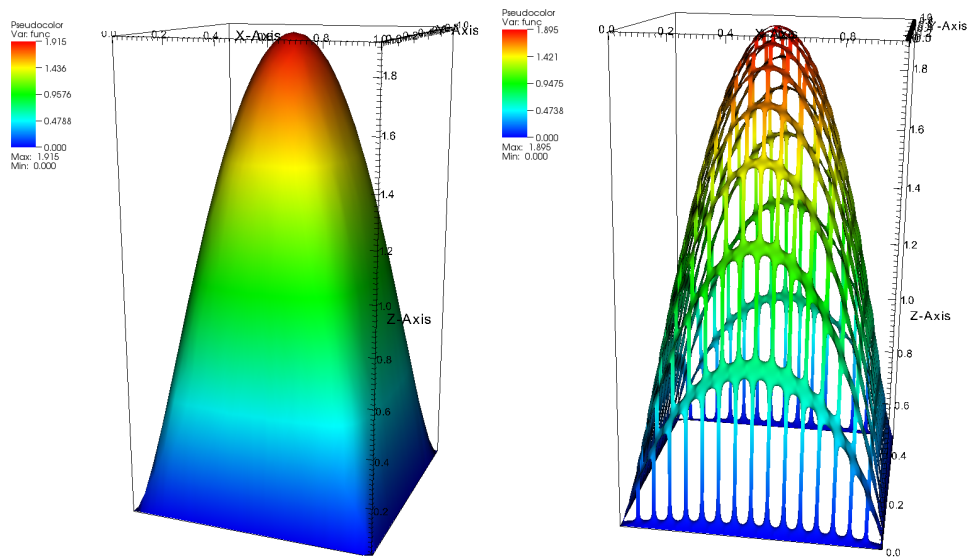 Pseudocolor
Var: func
1.915
1.436
0.9576
0.4788
0.000
Max: 1.915
Min: 0.000
0.0
0.4
X-Axis
0.8
1.8
1.6
1.4
1.2
1.0
Z-Axis
0.8
0.6
0.4
0.2
Pseudocolor
Var: func
1.895
1.421
0.9475
0.4738
0.000
Max: 1.895
Min: 0.000
0.0
0.4
X-Axis
0.8
Y-Axis
1.8
1.6
1.4
1.2
1.0
Z-Axis
0.8
0.6
0.4
0.2
0.0